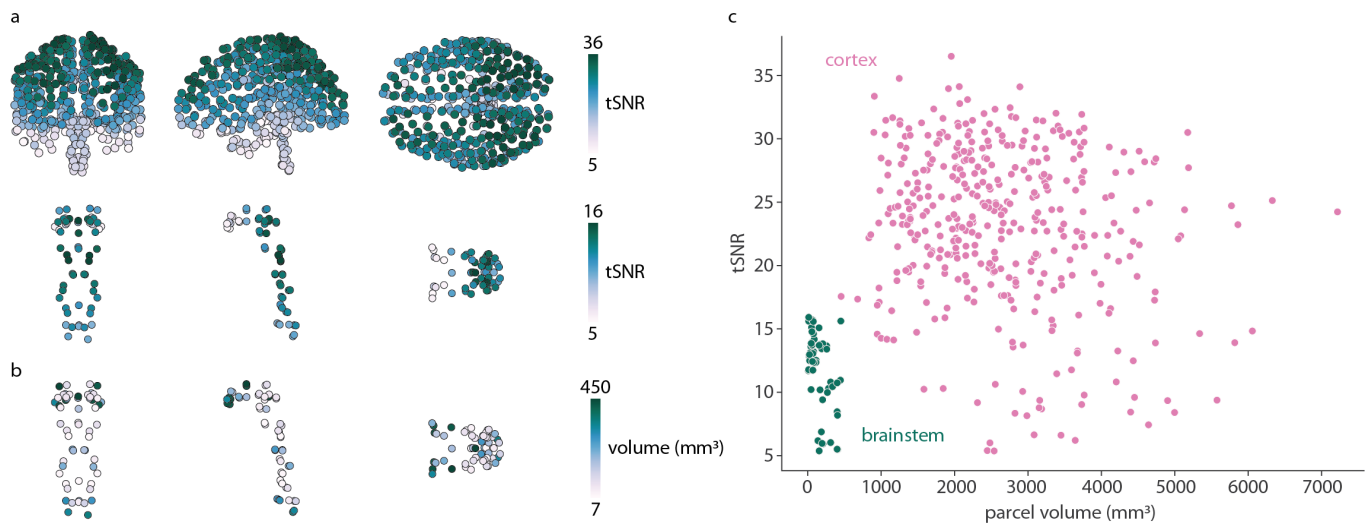 a
36
tSNR
5
16
tSNR
5
b
450
volume (mm³)
7
c
cortex
brainstem
tSNR
35
30
25
20
15
10
5
0 1000 2000 3000 4000 5000 6000 7000
parcel volume (mm³)